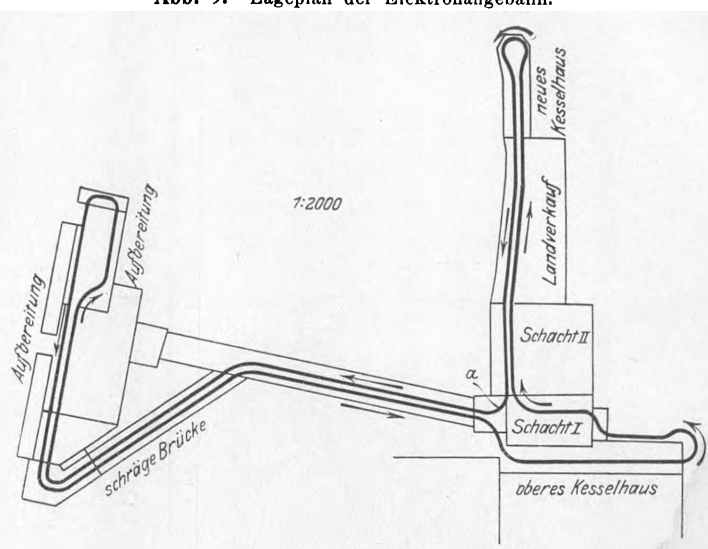 Abb. 9. Lageplan der Elektrohängebahn.
neues
Kesselhaus
1:2000
Landverkauf
Aufbereitung
Aufbereitung
Schacht II
a
Schacht I
schräge Brücke
oberes Kesselhaus